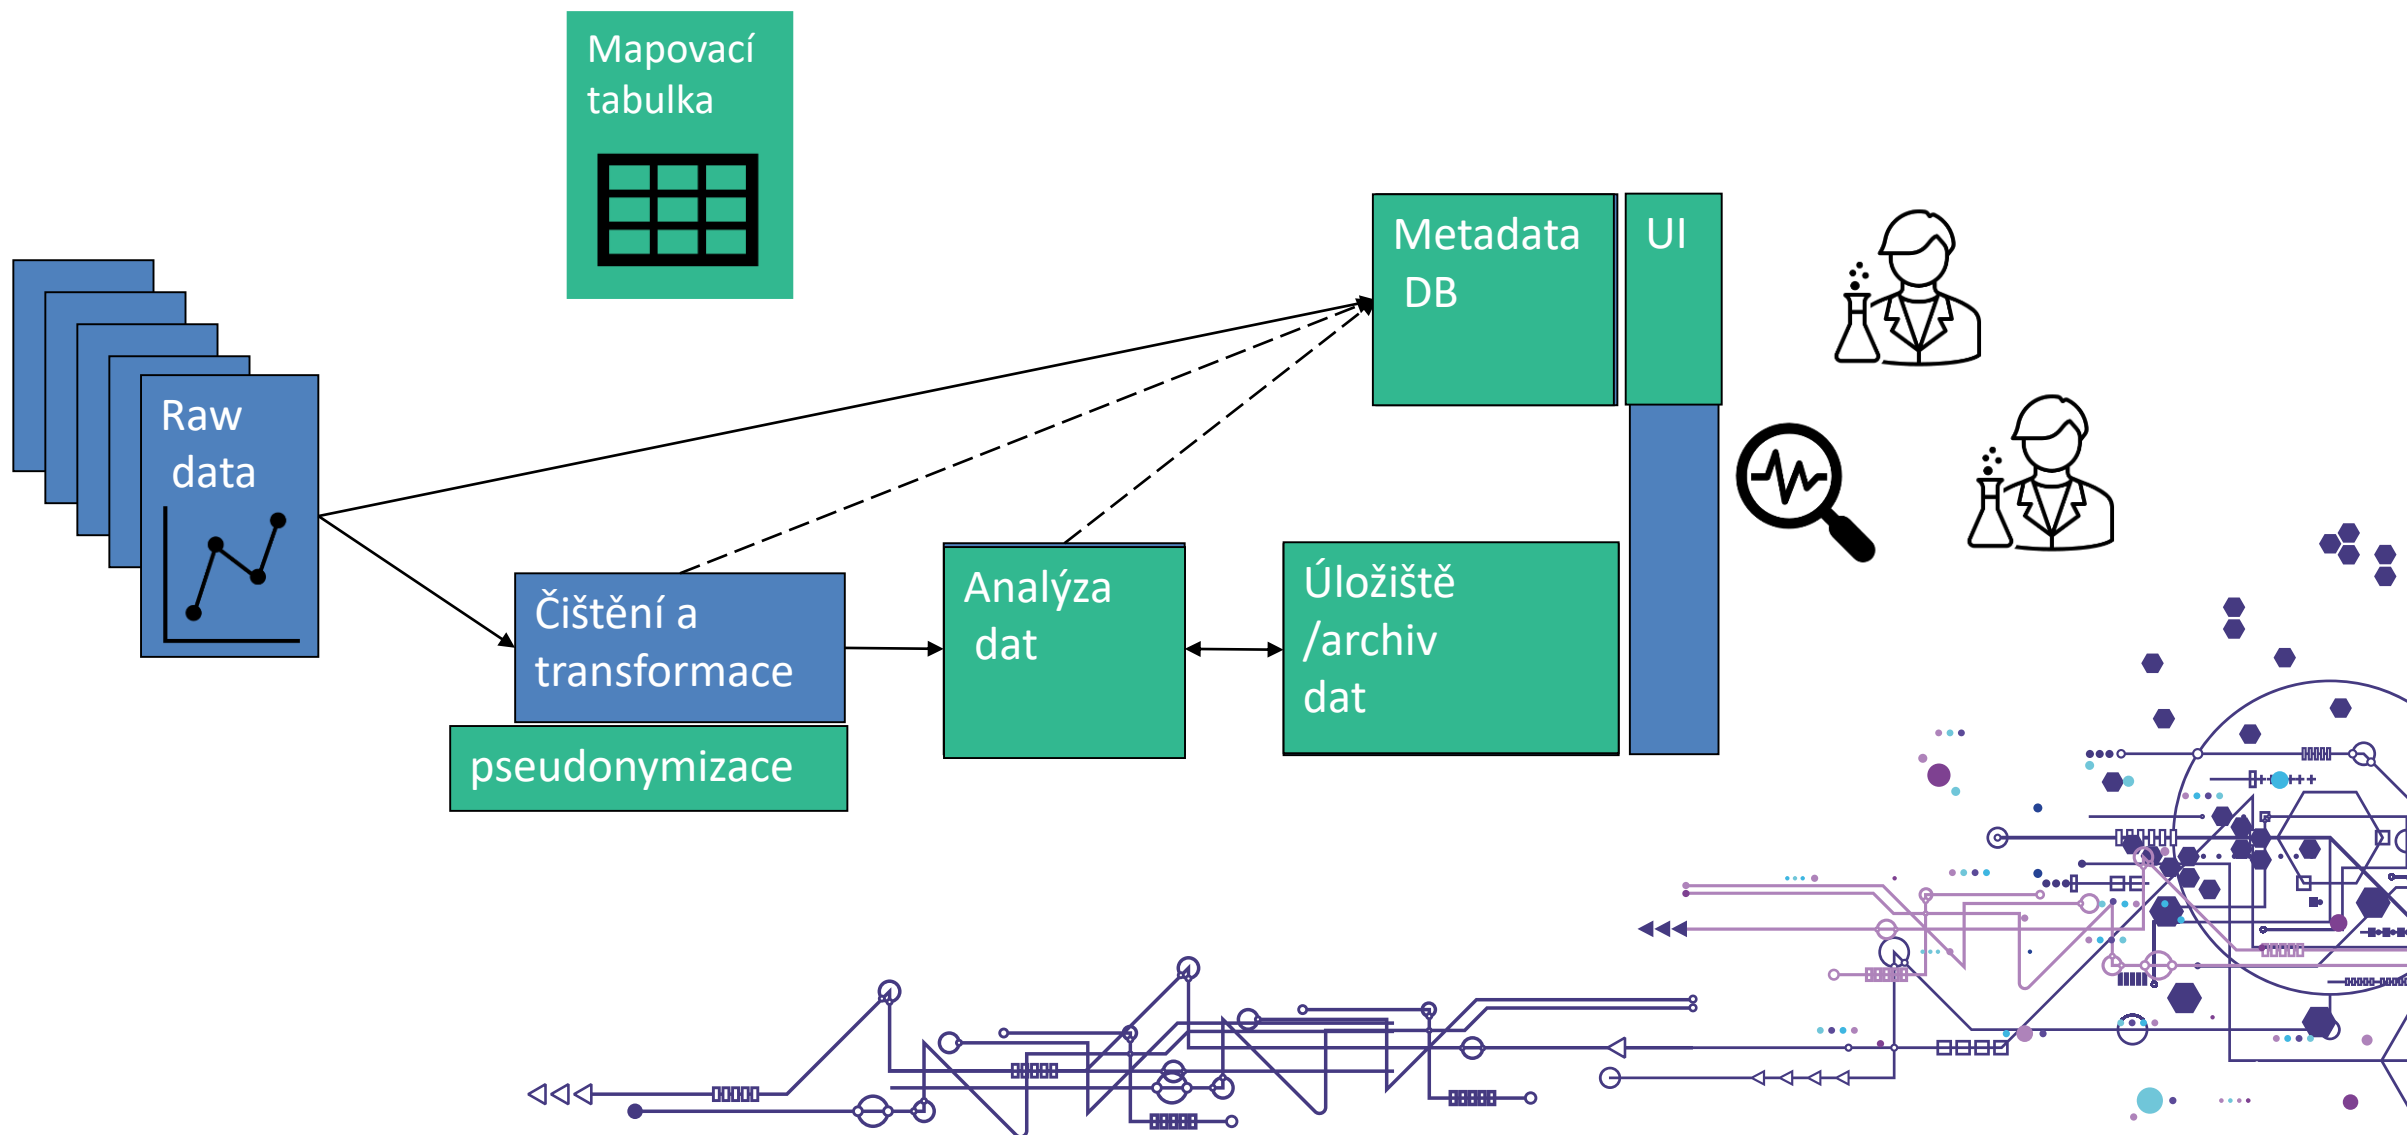 Mapovací
tabulka
Metadata
DB
UI
Raw
data
Čištění a
transformace
pseudonymizace
Analýza
dat
Úložiště
/archiv
dat